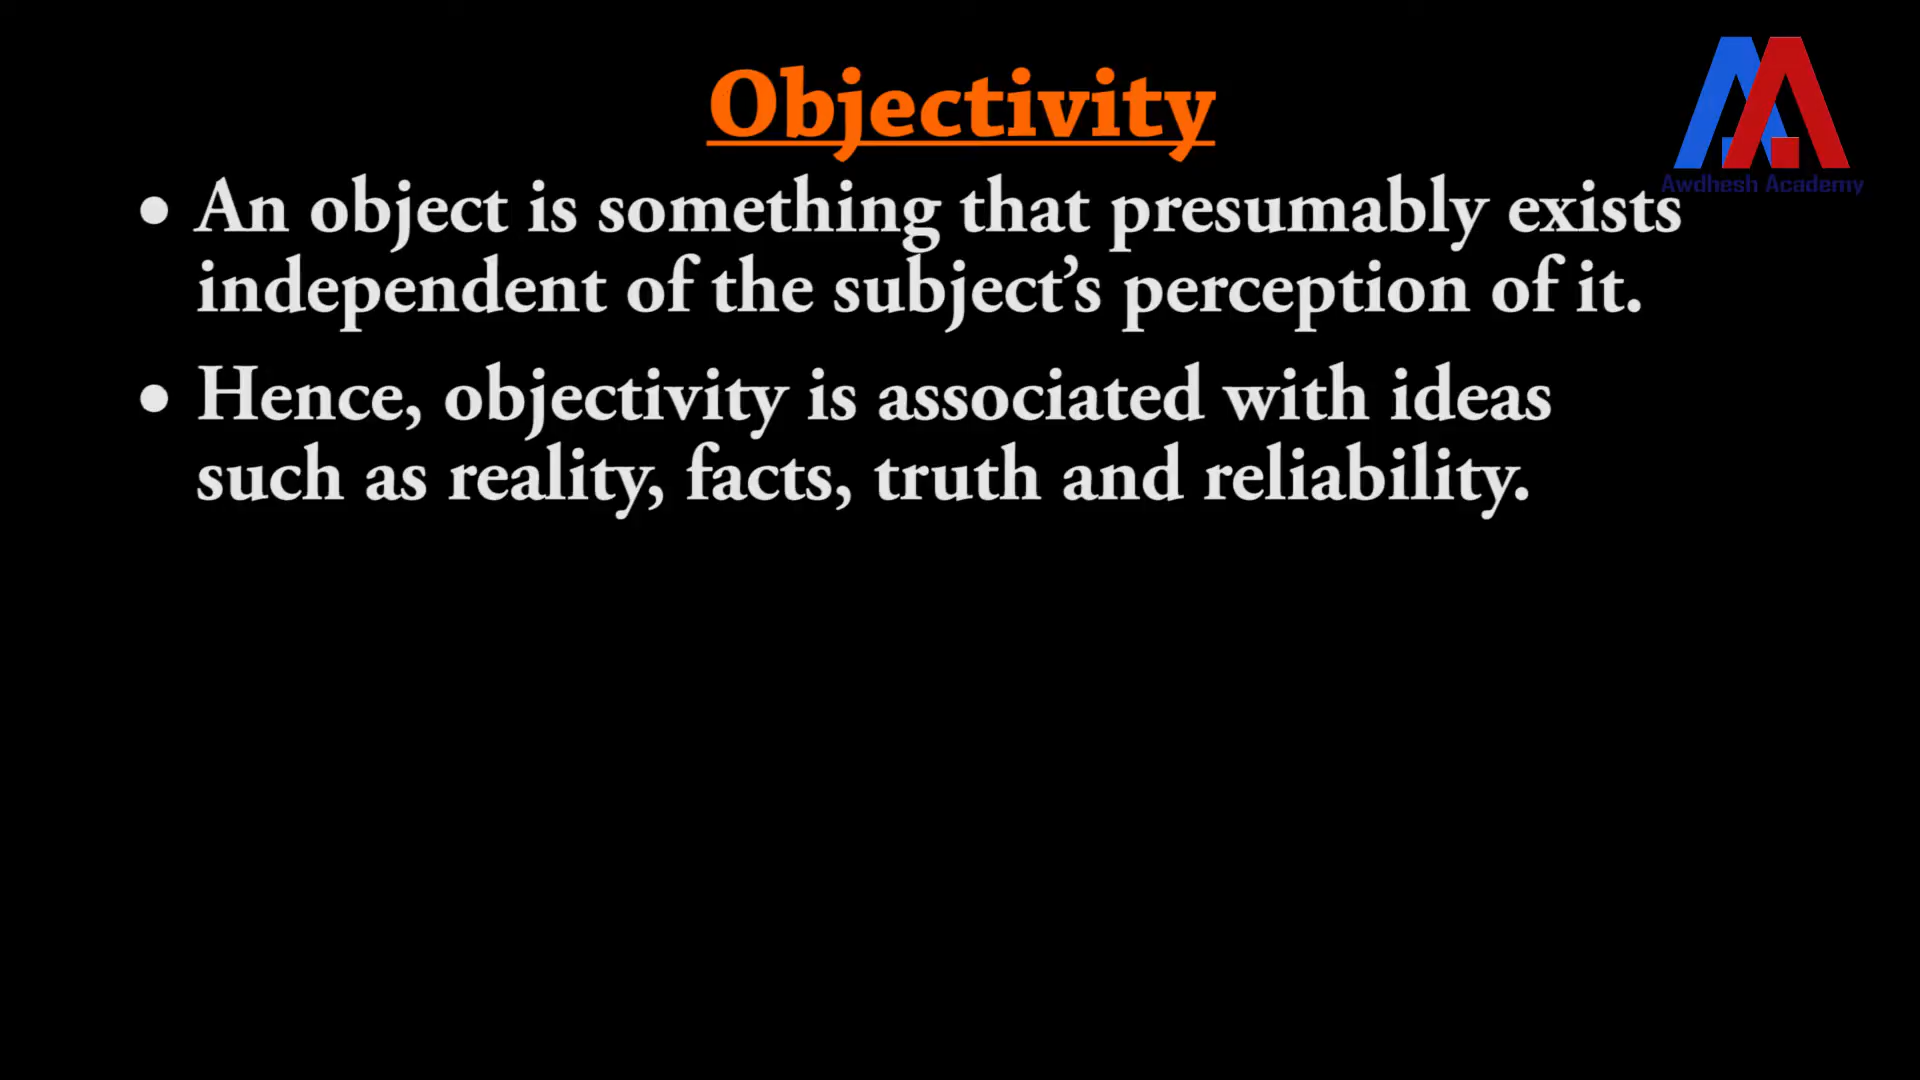 Objectivity
Awdhesh Academy
• An object is something that presumably exists
independent of the subject’s perception of it.
• Hence, objectivity is associated with ideas
such as reality, facts, truth and reliability.